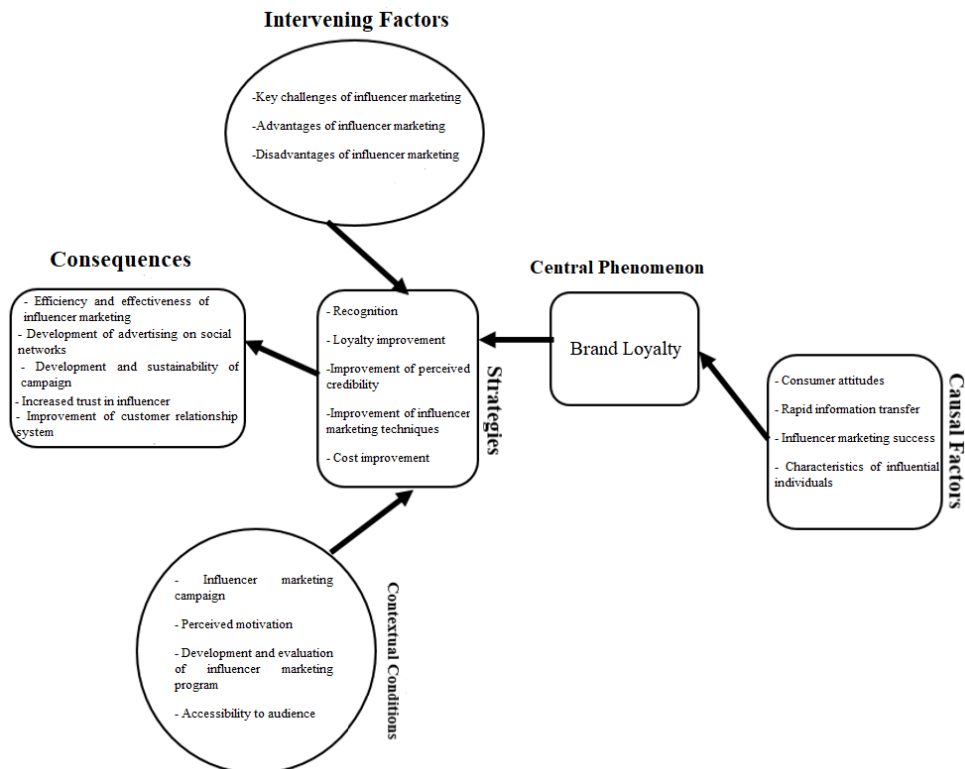 Intervening Factors
-Key challenges of influencer marketing
-Advantages of influencer marketing
-Disadvantages of influencer marketing
Consequences
- Efficiency and effectiveness of
influencer marketing
- Development of advertising on social
networks
- Development and sustainability of
campaign
- Increased trust in influencer
- Improvement of customer relationship
system
- Recognition
- Loyalty improvement
-Improvement of perceived
credibility
-Improvement of influencer
marketing techniques
- Cost improvement
Strategies
Central Phenomenon
Brand Loyalty
- Consumer attitudes
- Rapid information transfer
- Influencer marketing success
- Characteristics of influential
individuals
Causal Factors
- Influencer marketing
campaign
- Perceived motivation
- Development and evaluation
of influencer marketing
program
- Accessibility to audience
Contextual Conditions